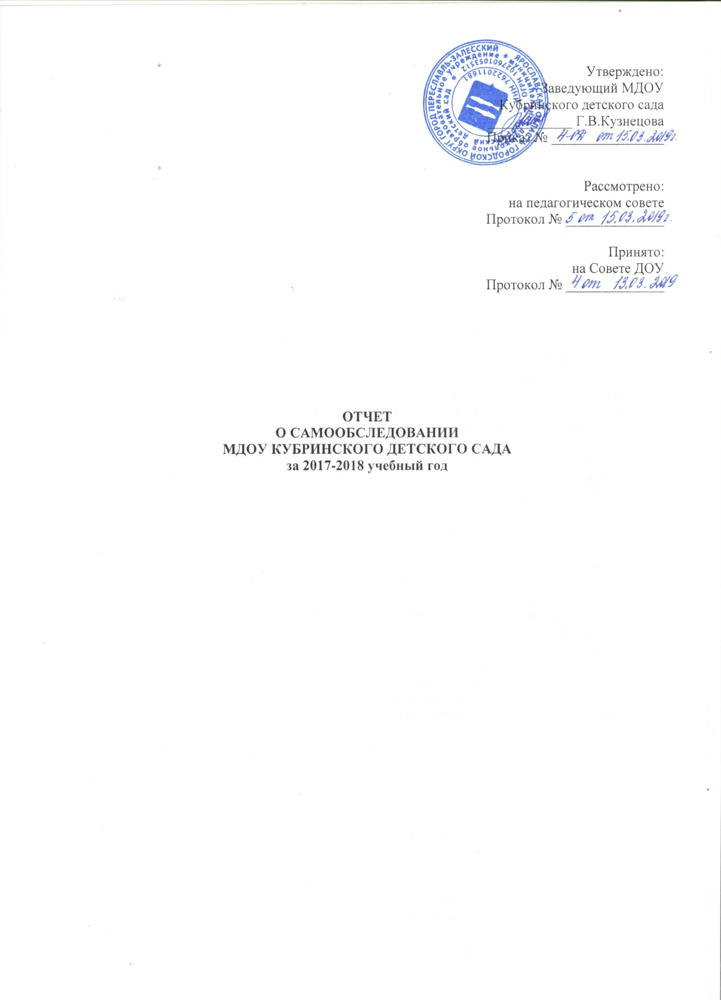 ЯРОСЛАВСКАЯ ОБЛАСТЬ ГОРОДСКОЙ ОКРУГ ГОРОД ПЕРЕСЛАВЛЬ-ЗАЛЕССКИЙ
муниципальное дошкольное образовательное учреждение *
детский сад *
ОГРН 1027601053512
ИНН 7622011681
Утверждено:
Заведующий МДОУ
Кубринского детского сада
____________ Г.В.Кузнецова
Приказ № 4-ОД от 15.03.2019г.
Рассмотрено:
на педагогическом совете
Протокол № 5 от 15.03.2019г.
Принято:
на Совете ДОУ
Протокол № 4 от 13.03.2019
ОТЧЕТ
О САМООБСЛЕДОВАНИИ
МДОУ КУБРИНСКОГО ДЕТСКОГО САДА
за 2017-2018 учебный год